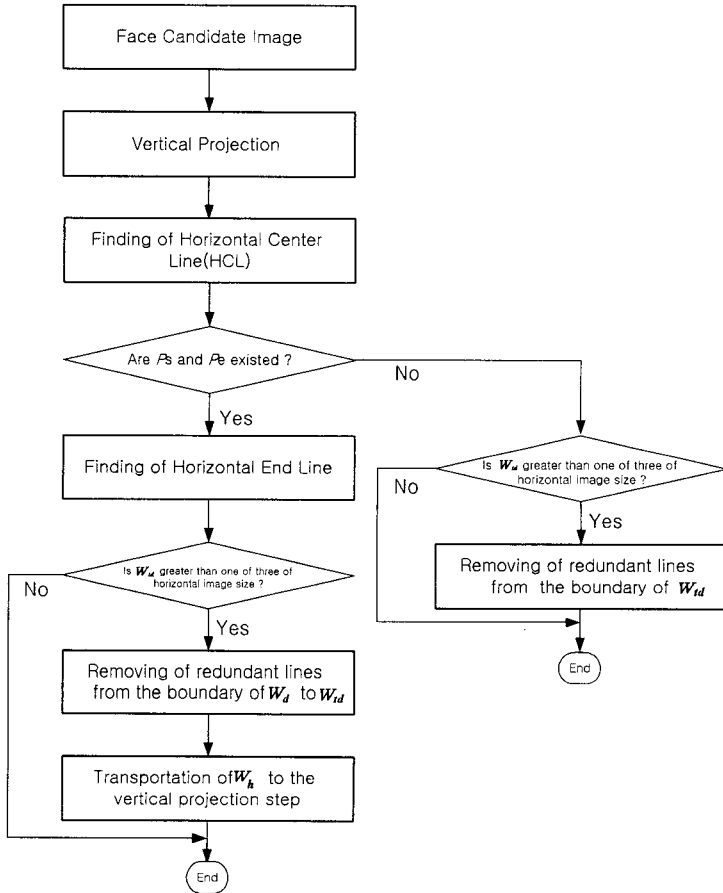 Face Candidate Image
Vertical Projection
Finding of Horizontal Center
Line(HCL)
Are Ps and Pe existed ?
No
Yes
Finding of Horizontal End Line
Is Wtd greater than one of three of
horizontal image size ?
No
Yes
Removing of redundant lines
from the boundary of Wtd
End
Is Wtd greater than one of three of
horizontal image size ?
No
Yes
Removing of redundant lines
from the boundary of Wd to Wtd
Transportation of Wh to the
vertical projection step
End